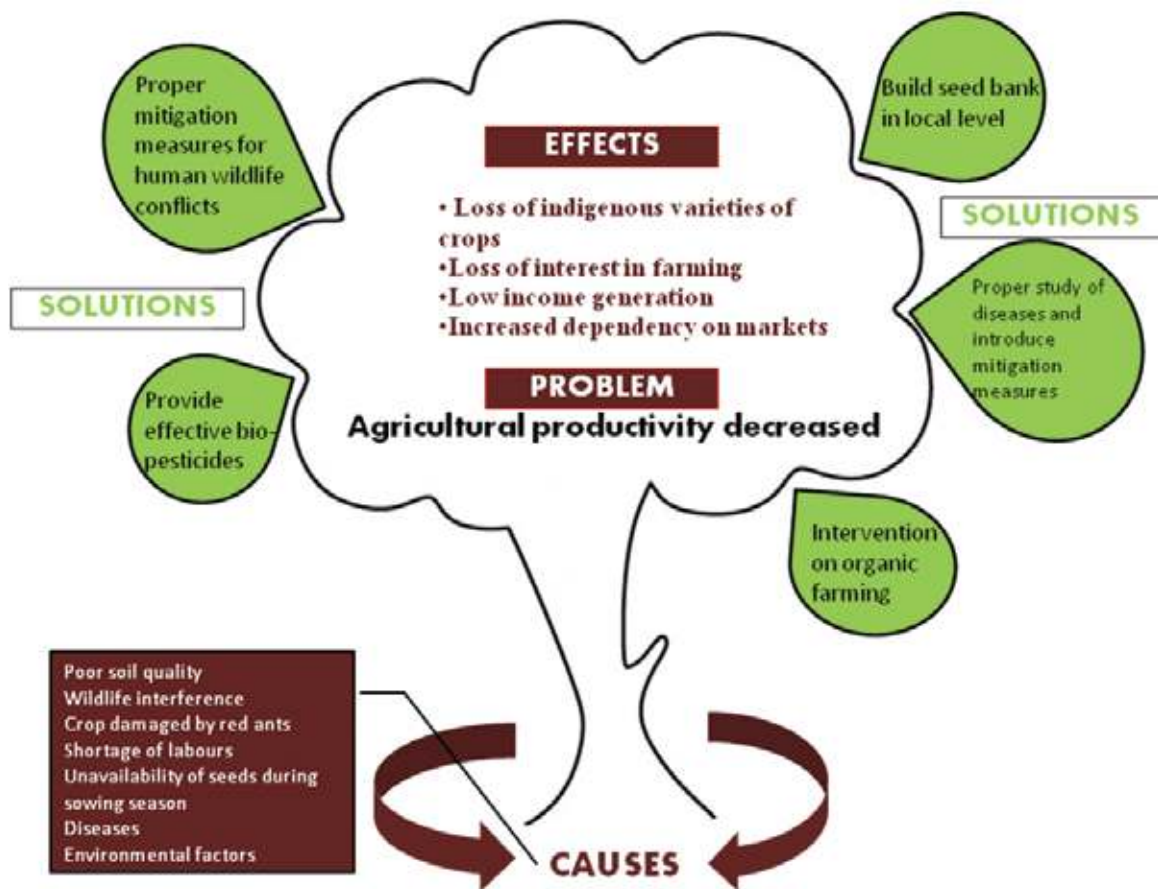 Proper
mitigation
measures for
human wildlife
conflicts
Build seed bank
in local level
EFFECTS
• Loss of indigenous varieties of
crops
•Loss of interest in farming
•Low income generation
•Increased dependency on markets
SOLUTIONS
SOLUTIONS
Proper study of
diseases and
introduce
mitigation
measures
PROBLEM
Agricultural productivity decreased
Provide
effective bio-
pesticides
Intervention
on organic
farming
Poor soil quality
Wildlife interference
Crop damaged by red ants
Shortage of labours
Unavailability of seeds during
sowing season
Diseases
Environmental factors
CAUSES